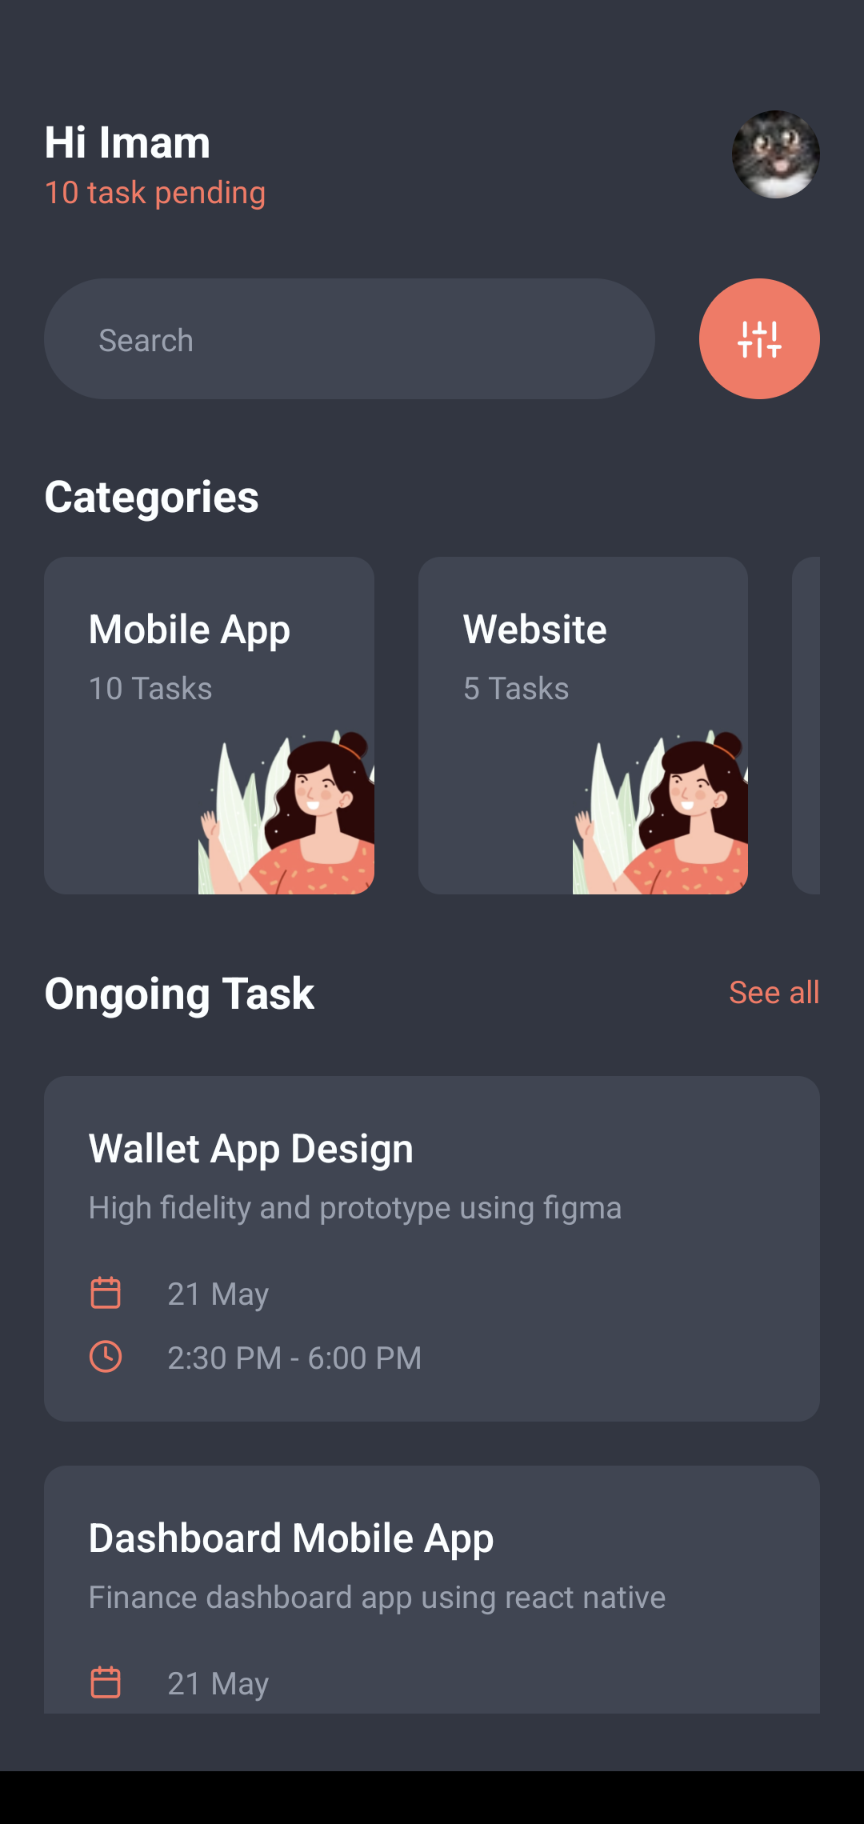 Hi Imam
10 task pending
Search
Categories
Mobile App
10 Tasks
Website
5 Tasks
Ongoing Task
See all
Wallet App Design
High fidelity and prototype using figma
21 May
2:30 PM - 6:00 PM
Dashboard Mobile App
Finance dashboard app using react native
21 May